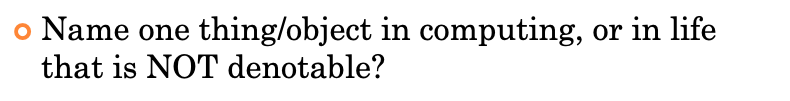 Name one thing/object in computing, or in life
that is NOT denotable?